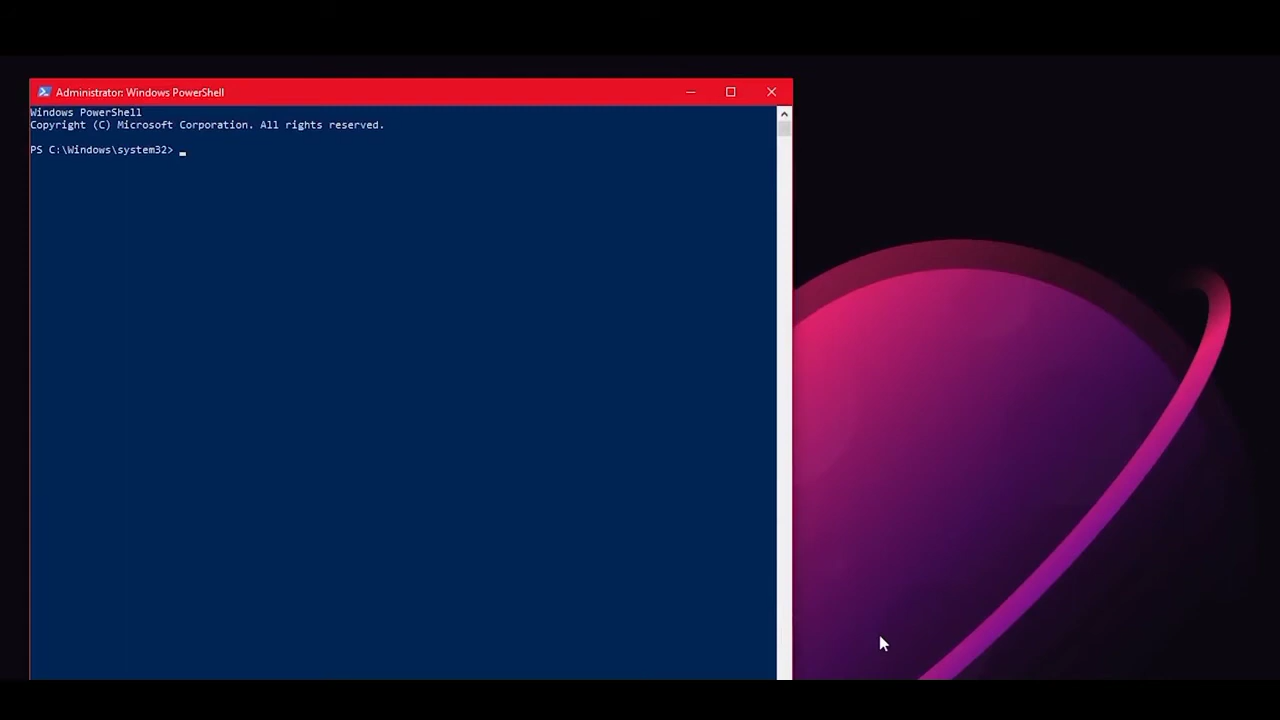 Administrator: Windows PowerShell
Windows PowerShell
Copyright (C) Microsoft Corporation. All rights reserved.
PS C:\Windows\system32>